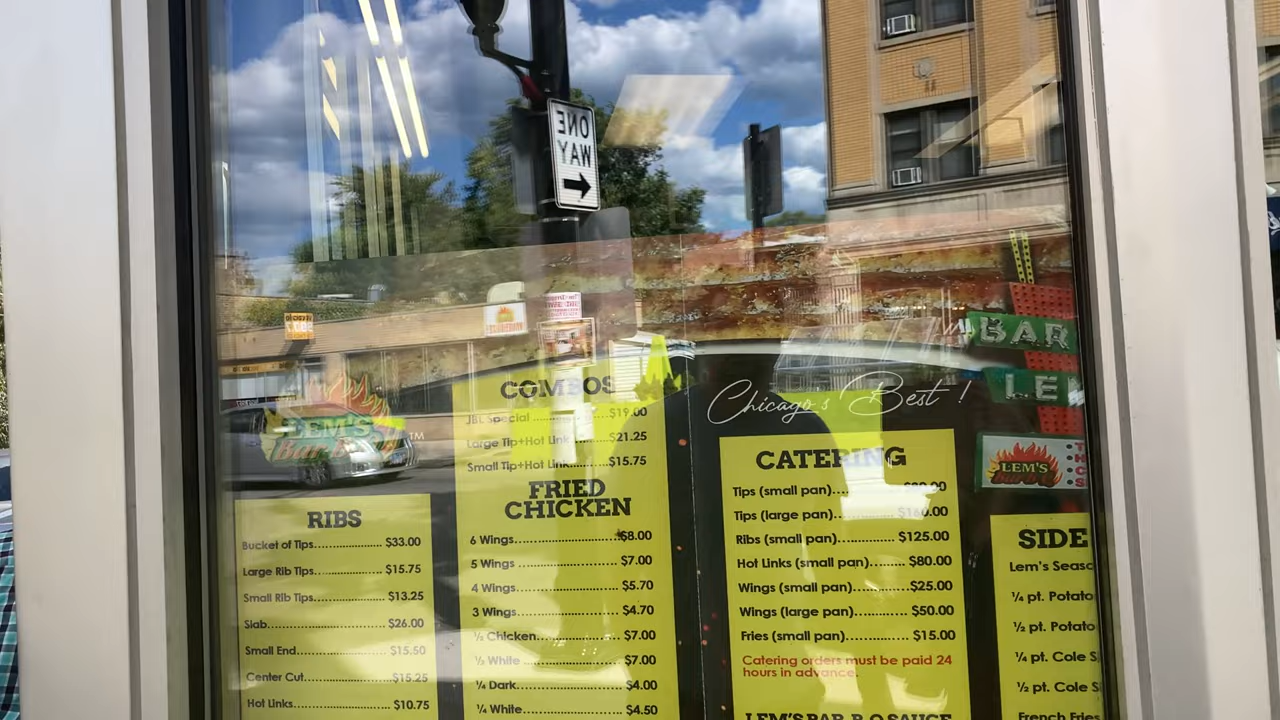 ONE
WAY
BAR
LE
LEM'S
Bar-B-Q
TM
Chicago's Best !
LEM'S
RIBS
Bucket of Tips $33.00
Large Rib Tips $15.75
Small Rib Tips $13.25
Slab $26.00
Small End $15.50
Center Cut $15.25
Hot Links $10.75
COMBOS
JBL Special $19.00
Large Tip+Hot Link $21.25
Small Tip+Hot Link $15.75
FRIED
CHICKEN
6 Wings $8.00
5 Wings $7.00
4 Wings $5.70
3 Wings $4.70
½ Chicken $7.00
½ White $7.00
¼ Dark $4.00
¼ White $4.50
CATERING
Tips (small pan)
Tips (large pan)
Ribs (small pan) $125.00
Hot Links (small pan) $80.00
Wings (small pan) $25.00
Wings (large pan) $50.00
Fries (small pan) $15.00
Catering orders must be paid 24
hours in advance.
LEM'S BAR-B-Q SAUCE
SIDE
Lem's Seaso
¼ pt. Potato
½ pt. Potato
¼ pt. Cole S
½ pt. Cole S
French Fries